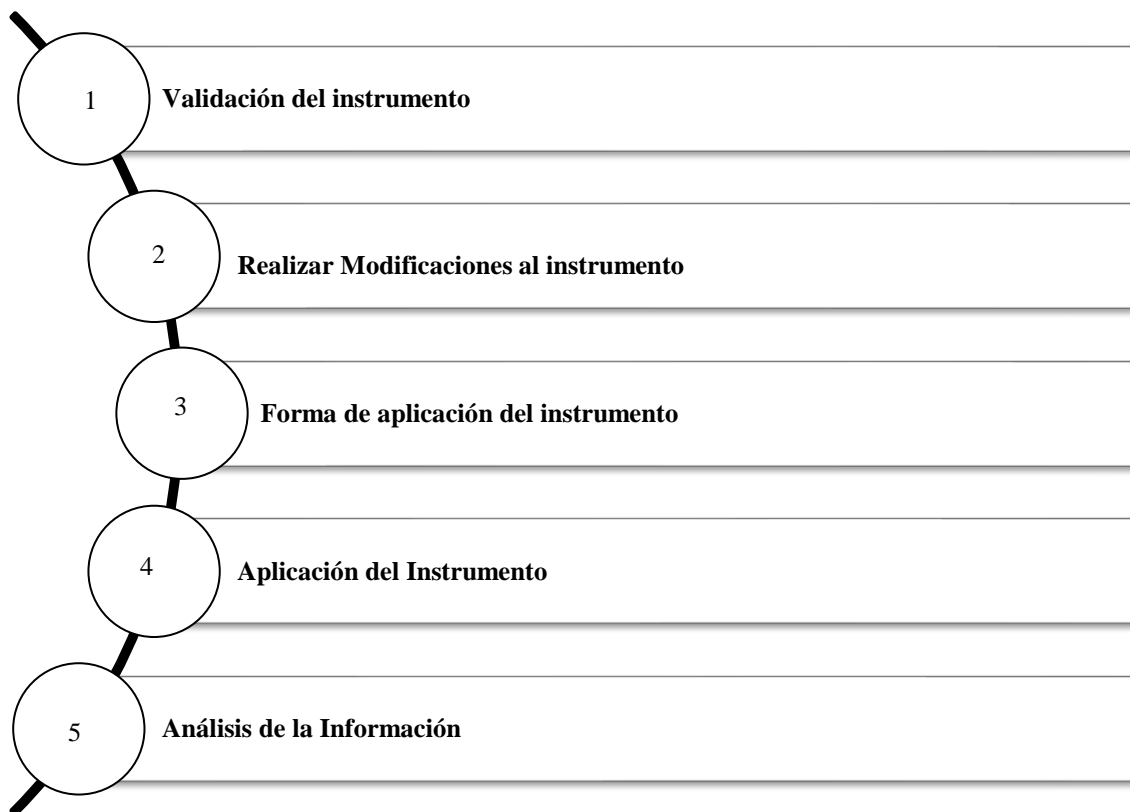 1
Validación del instrumento
2
Realizar Modificaciones al instrumento
3
Forma de aplicación del instrumento
4
Aplicación del Instrumento
5
Análisis de la Información